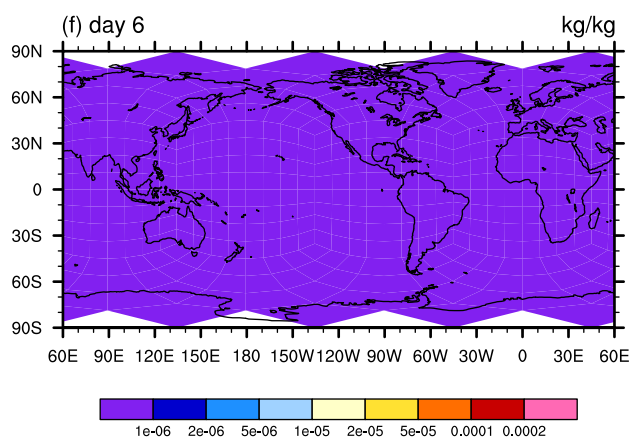 (f) day 6 kg/kg
90N
60N
30N
0
30S
60S
90S
60E 90E 120E 150E 180 150W 120W 90W 60W 30W 0 30E 60E
1e-06 2e-06 5e-06 1e-05 2e-05 5e-05 0.0001 0.0002